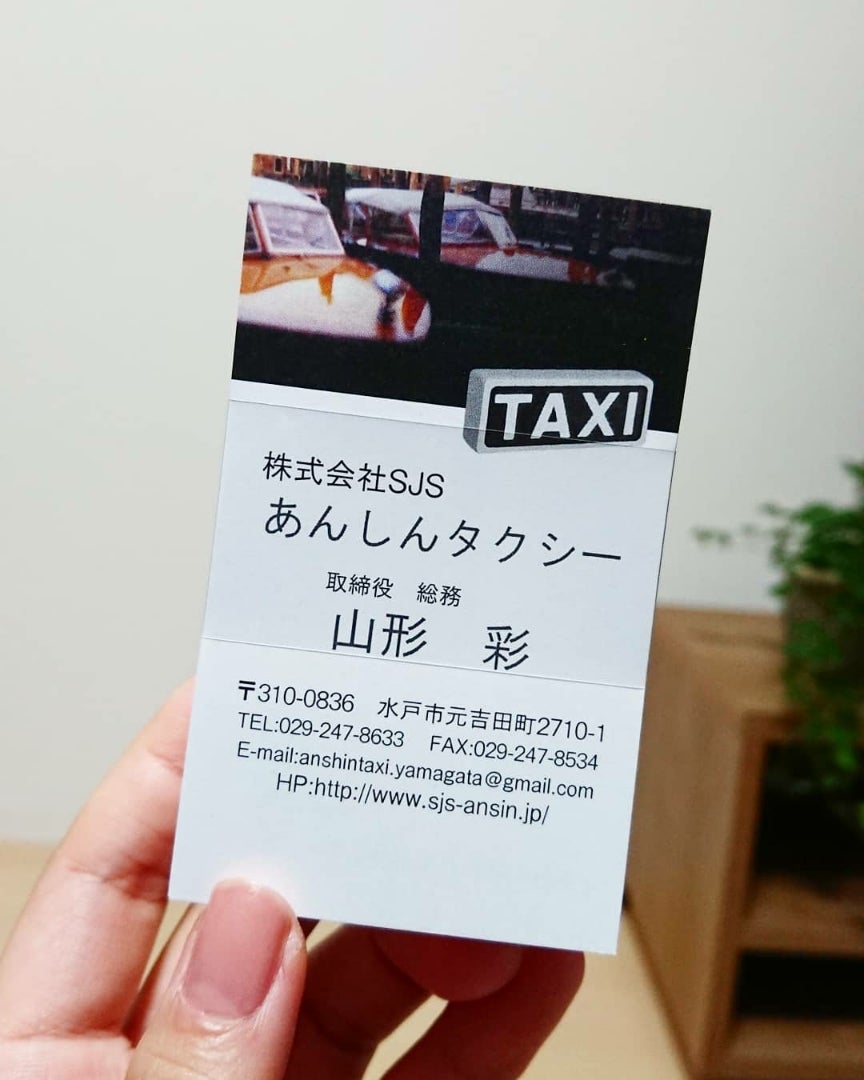 TAXI
株式会社SJS
あんしんタクシー
取締役　総務
山形　彩
〒310-0836　水戸市元吉田町2710-1
TEL:029-247-8633　FAX:029-247-8534
E-mail:anshintaxi.yamagata@gmail.com
HP:http://www.sjs-ansin.jp/